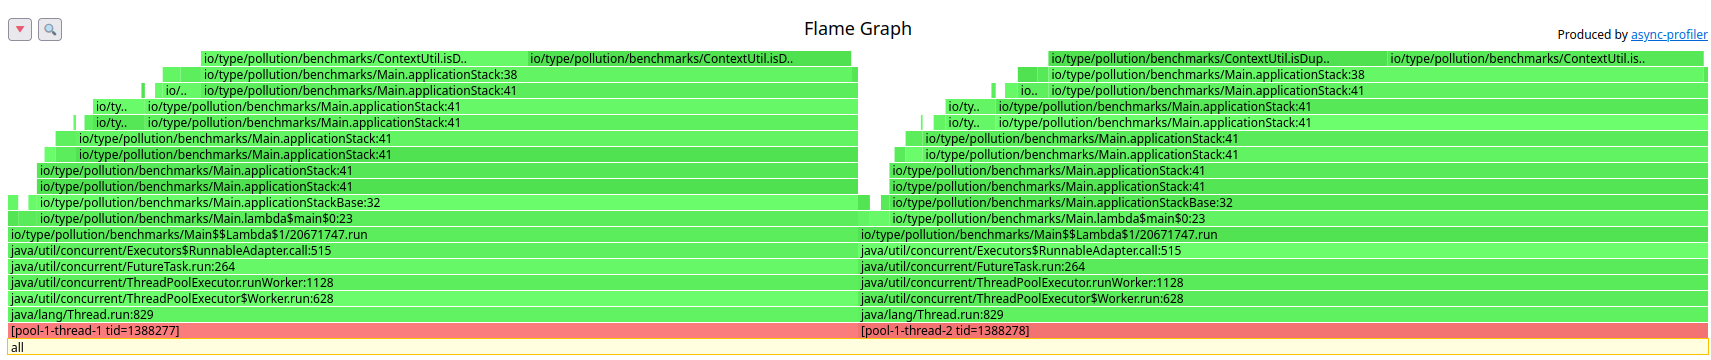 Flame Graph
Produced by async-profiler
io/type/pollution/benchmarks/ContextUtil.isD.. io/type/pollution/benchmarks/ContextUtil.isD.. io/type/pollution/benchmarks/ContextUtil.isDup.. io/type/pollution/benchmarks/ContextUtil.is..
io/type/pollution/benchmarks/Main.applicationStack:38 io/type/pollution/benchmarks/Main.applicationStack:38
io/.. io/type/pollution/benchmarks/Main.applicationStack:41 io.. io/type/pollution/benchmarks/Main.applicationStack:41
io/ty.. io/type/pollution/benchmarks/Main.applicationStack:41 io/ty.. io/type/pollution/benchmarks/Main.applicationStack:41
io/ty.. io/type/pollution/benchmarks/Main.applicationStack:41 io/ty.. io/type/pollution/benchmarks/Main.applicationStack:41
io/type/pollution/benchmarks/Main.applicationStack:41 io/type/pollution/benchmarks/Main.applicationStack:41
io/type/pollution/benchmarks/Main.applicationStack:41 io/type/pollution/benchmarks/Main.applicationStack:41
io/type/pollution/benchmarks/Main.applicationStack:41 io/type/pollution/benchmarks/Main.applicationStack:41
io/type/pollution/benchmarks/Main.applicationStack:41 io/type/pollution/benchmarks/Main.applicationStack:41
io/type/pollution/benchmarks/Main.applicationStackBase:32 io/type/pollution/benchmarks/Main.applicationStackBase:32
io/type/pollution/benchmarks/Main.lambda$main$0:23 io/type/pollution/benchmarks/Main.lambda$main$0:23
io/type/pollution/benchmarks/Main$$Lambda$1/20671747.run io/type/pollution/benchmarks/Main$$Lambda$1/20671747.run
java/util/concurrent/Executors$RunnableAdapter.call:515 java/util/concurrent/Executors$RunnableAdapter.call:515
java/util/concurrent/FutureTask.run:264 java/util/concurrent/FutureTask.run:264
java/util/concurrent/ThreadPoolExecutor.runWorker:1128 java/util/concurrent/ThreadPoolExecutor.runWorker:1128
java/util/concurrent/ThreadPoolExecutor$Worker.run:628 java/util/concurrent/ThreadPoolExecutor$Worker.run:628
java/lang/Thread.run:829 java/lang/Thread.run:829
[pool-1-thread-1 tid=1388277] [pool-1-thread-2 tid=1388278]
all